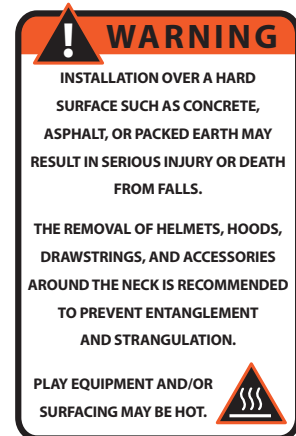 WARNING
INSTALLATION OVER A HARD
SURFACE SUCH AS CONCRETE,
ASPHALT, OR PACKED EARTH MAY
RESULT IN SERIOUS INJURY OR DEATH
FROM FALLS.
THE REMOVAL OF HELMETS, HOODS,
DRAWSTRINGS, AND ACCESSORIES
AROUND THE NECK IS RECOMMENDED
TO PREVENT ENTANGLEMENT
AND STRANGULATION.
PLAY EQUIPMENT AND/OR
SURFACING MAY BE HOT.